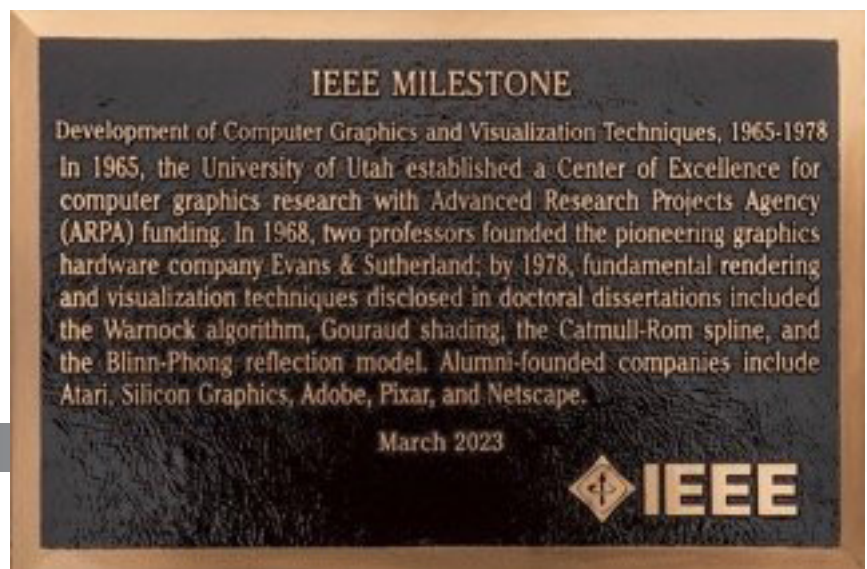 IEEE MILESTONE
Development of Computer Graphics and Visualization Techniques, 1965-1978
In 1965, the University of Utah established a Center of Excellence for
computer graphics research with Advanced Research Projects Agency
(ARPA) funding. In 1968, two professors founded the pioneering graphics
hardware company Evans & Sutherland; by 1978, fundamental rendering
and visualization techniques disclosed in doctoral dissertations included
the Warnock algorithm, Gouraud shading, the Catmull-Rom spline, and
the Blinn-Phong reflection model. Alumni-founded companies include
Atari, Silicon Graphics, Adobe, Pixar, and Netscape.
March 2023
IEEE